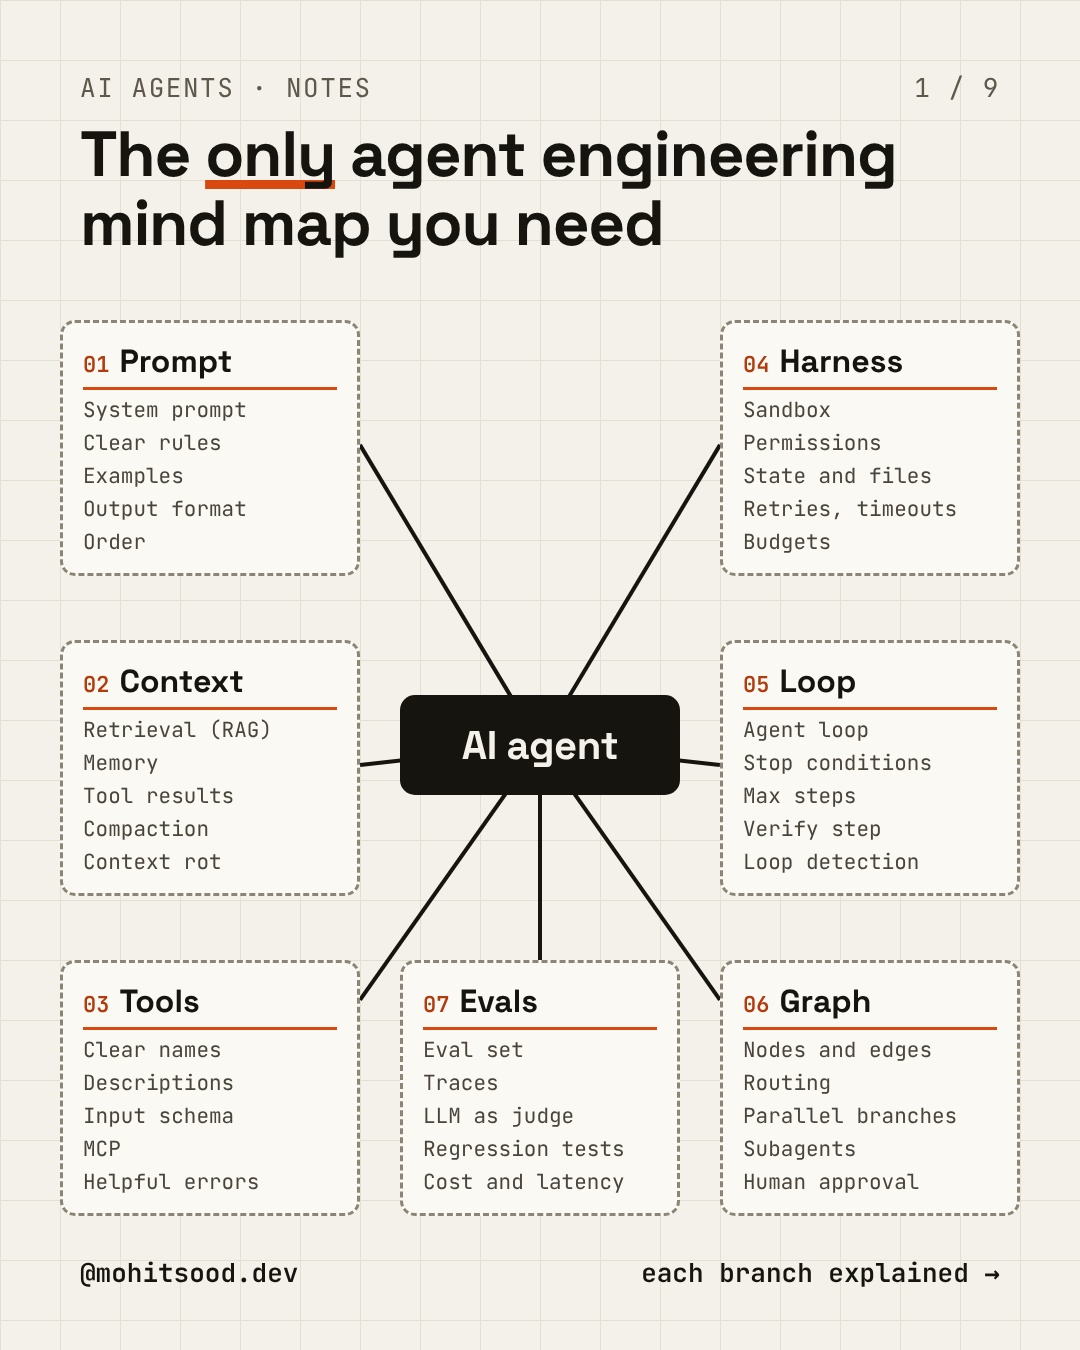 AI AGENTS · NOTES
1 / 9
The only agent engineering
mind map you need
01 Prompt
System prompt
Clear rules
Examples
Output format
Order
02 Context
Retrieval (RAG)
Memory
Tool results
Compaction
Context rot
03 Tools
Clear names
Descriptions
Input schema
MCP
Helpful errors
AI agent
04 Harness
Sandbox
Permissions
State and files
Retries, timeouts
Budgets
05 Loop
Agent loop
Stop conditions
Max steps
Verify step
Loop detection
06 Graph
Nodes and edges
Routing
Parallel branches
Subagents
Human approval
07 Evals
Eval set
Traces
LLM as judge
Regression tests
Cost and latency
@mohitsood.dev
each branch explained →